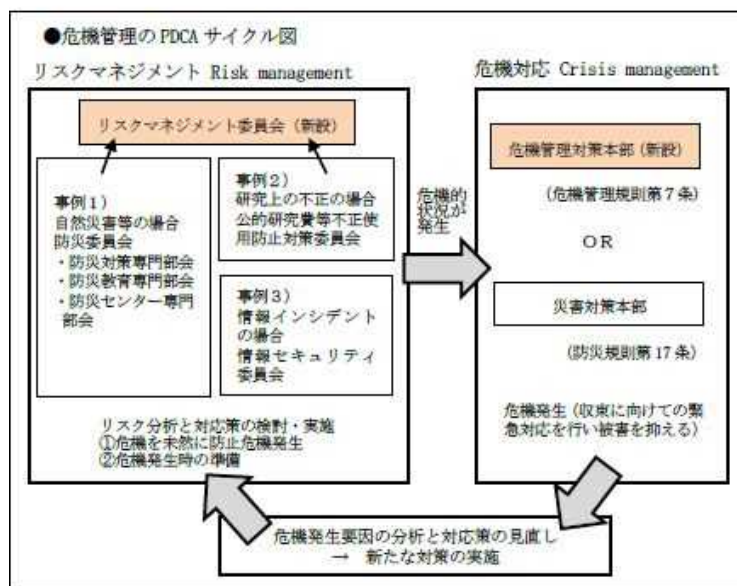 ●危機管理の PDCA サイクル図
リスクマネジメント Risk management
リスクマネジメント委員会（新設）
事例１）
自然災害等の場合
防災委員会
・防災対策専門部会
・防災教育専門部会
・防災センター専門
部会
事例２）
研究上の不正の場合
公的研究費等不正使
用防止対策委員会
事例３）
情報インシデント
の場合
情報セキュリティ
委員会
リスク分析と対応策の検討・実施
①危機を未然に防止危機発生
②危機発生時の準備
危機的
状況が
発生
危機対応 Crisis management
危機管理対策本部（新設）
（危機管理規則第７条）
OR
災害対策本部
（防災規則第 17 条）
危機発生（収束に向けての緊
急対応を行い被害を抑える）
危機発生要因の分析と対応策の見直し
→ 新たな対策の実施